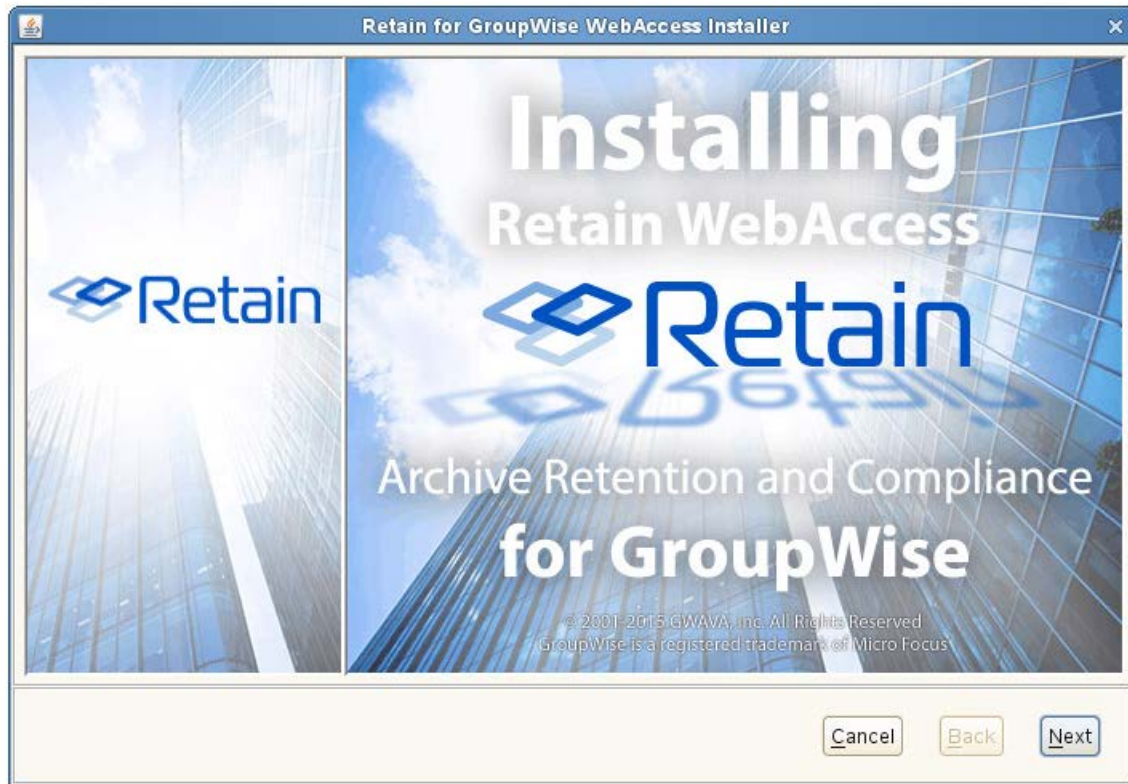 Retain for GroupWise WebAccess Installer
Retain
Installing
Retain WebAccess
Retain
Archive Retention and Compliance
for GroupWise
© 2001-2015 GWAVA, Inc. All Rights Reserved
GroupWise is a registered trademark of Micro Focus
Cancel
Back
Next